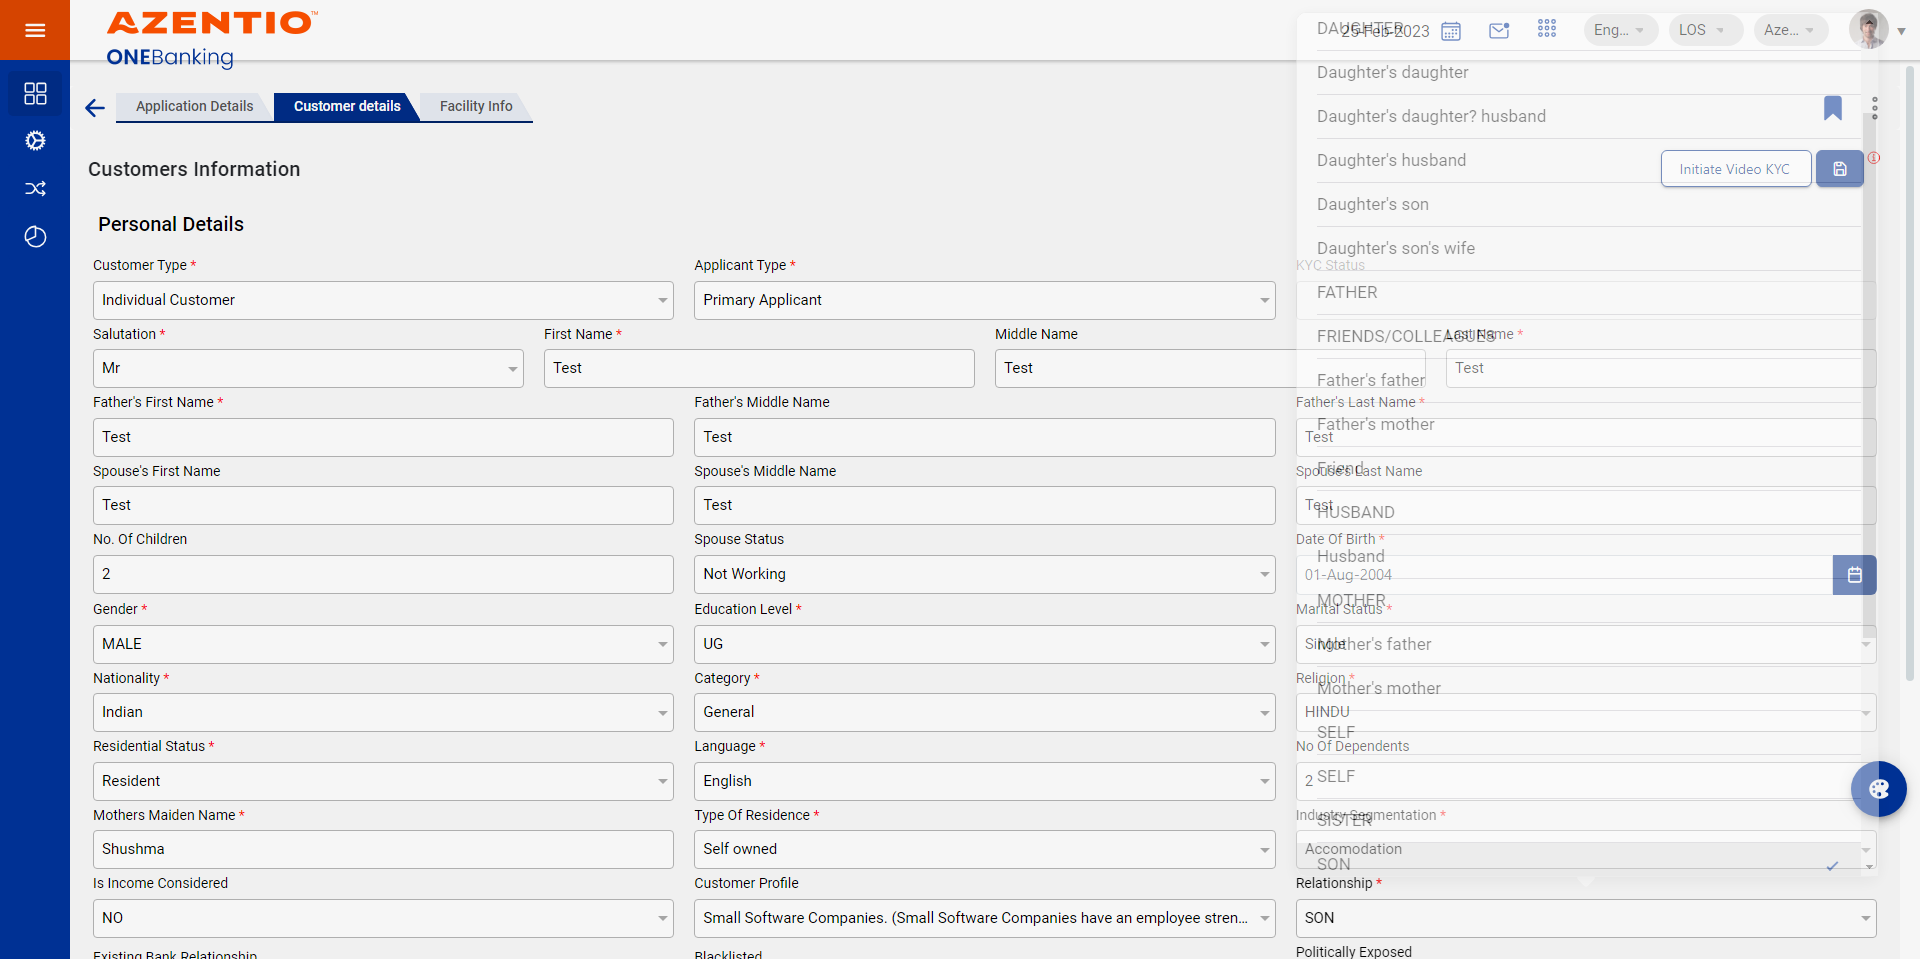 AZENTIO™
ONEBanking
25-Feb-2023
Eng...
LOS
Aze...
Application Details
Customer details
Facility Info
Customers Information
Initiate Video KYC
Personal Details
Customer Type *
Applicant Type *
KYC Status
Individual Customer
Primary Applicant
Salutation *
First Name *
Middle Name
Last Name *
Mr
Test
Test
Test
Father's First Name *
Father's Middle Name
Father's Last Name *
Test
Test
Test
Spouse's First Name
Spouse's Middle Name
Spouse's Last Name
Test
Test
Test
No. Of Children
Spouse Status
Date Of Birth *
2
Not Working
01-Aug-2004
Gender *
Education Level *
Marital Status *
MALE
UG
Single
Nationality *
Category *
Religion *
Indian
General
HINDU
Residential Status *
Language *
No Of Dependents
Resident
English
2
Mothers Maiden Name *
Type Of Residence *
Industry Segmentation *
Shushma
Self owned
Accomodation
Is Income Considered
Customer Profile
Relationship *
NO
Small Software Companies. (Small Software Companies have an employee stren...
SON
Existing Bank Relationship
Blacklisted
Politically Exposed
DAUGHTER
Daughter's daughter
Daughter's daughter? husband
Daughter's husband
Daughter's son
Daughter's son's wife
FATHER
FRIENDS/COLLEAGUES
Father's father
Father's mother
Friend
HUSBAND
Husband
MOTHER
Mother's father
Mother's mother
SELF
SELF
SISTER
SON